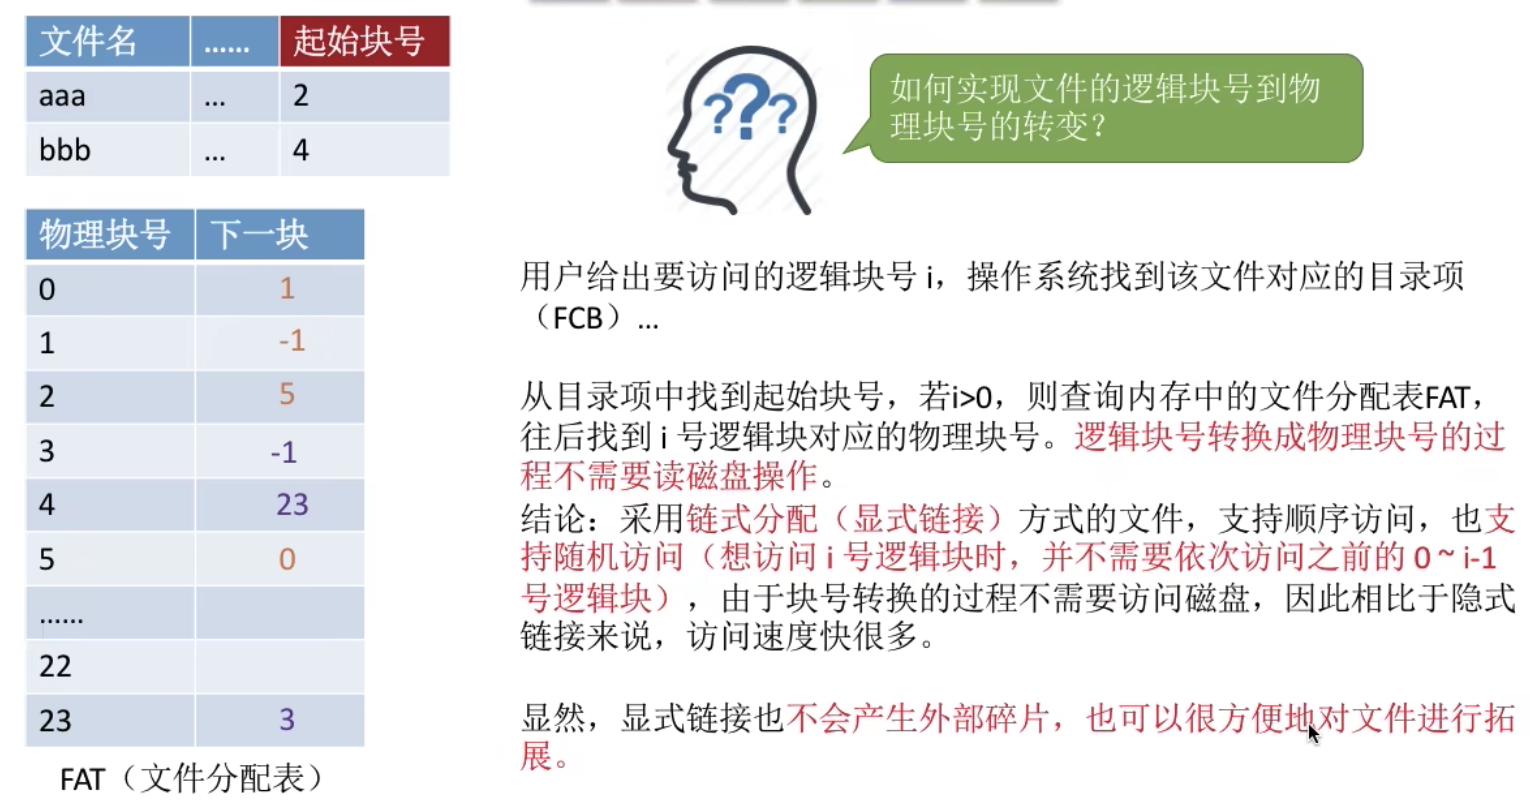 文件名 …… 起始块号
aaa ... 2
bbb ... 4
???
如何实现文件的逻辑块号到物
理块号的转变？
物理块号 下一块
0 1
1 -1
2 5
3 -1
4 23
5 0
……
22
23 3
FAT（文件分配表）
用户给出要访问的逻辑块号 i，操作系统找到该文件对应的目录项
（FCB）...
从目录项中找到起始块号，若i>0，则查询内存中的文件分配表FAT，
往后找到 i 号逻辑块对应的物理块号。逻辑块号转换成物理块号的过
程不需要读磁盘操作。
结论：采用链式分配（显式链接）方式的文件，支持顺序访问，也支
持随机访问（想访问 i 号逻辑块时，并不需要依次访问之前的 0 ~ i-1
号逻辑块），由于块号转换的过程不需要访问磁盘，因此相比于隐式
链接来说，访问速度快很多。
显然，显式链接也不会产生外部碎片，也可以很方便地对文件进行拓
展。